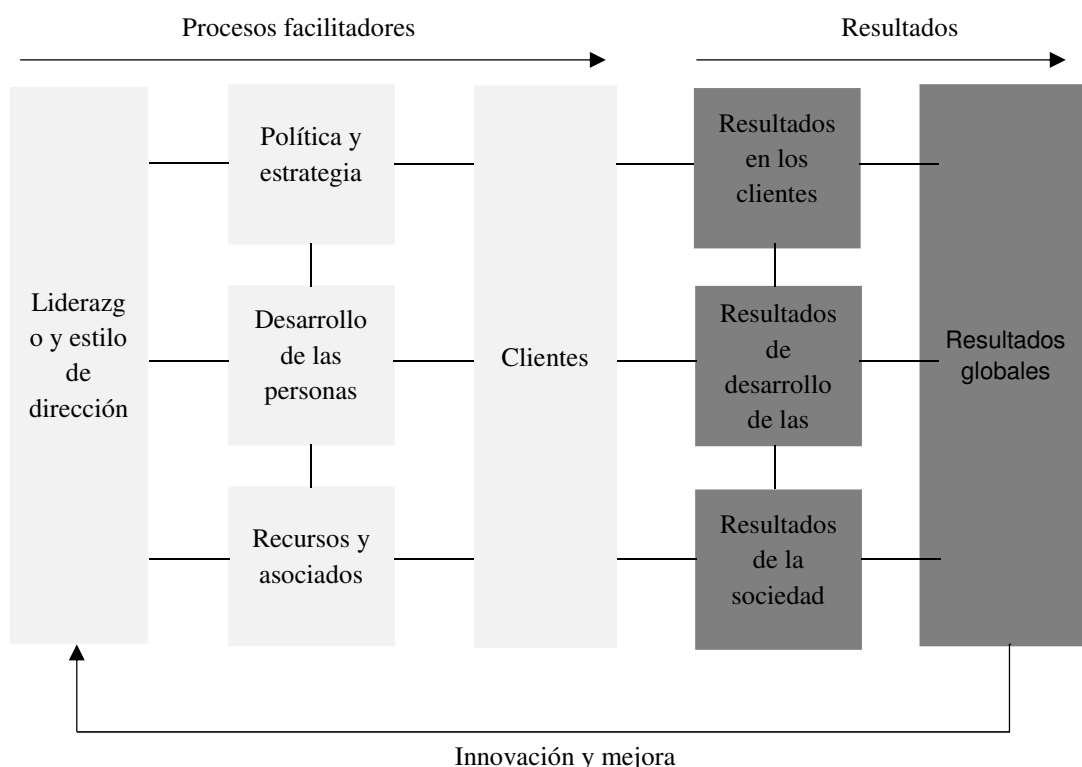 Procesos facilitadores
Resultados
Liderazg
o y estilo
de
dirección
Política y
estrategia
Desarrollo
de las
personas
Recursos y
asociados
Clientes
Resultados
en los
clientes
Resultados
de
desarrollo
de las
Resultados
de la
sociedad
Resultados
globales
Innovación y mejora